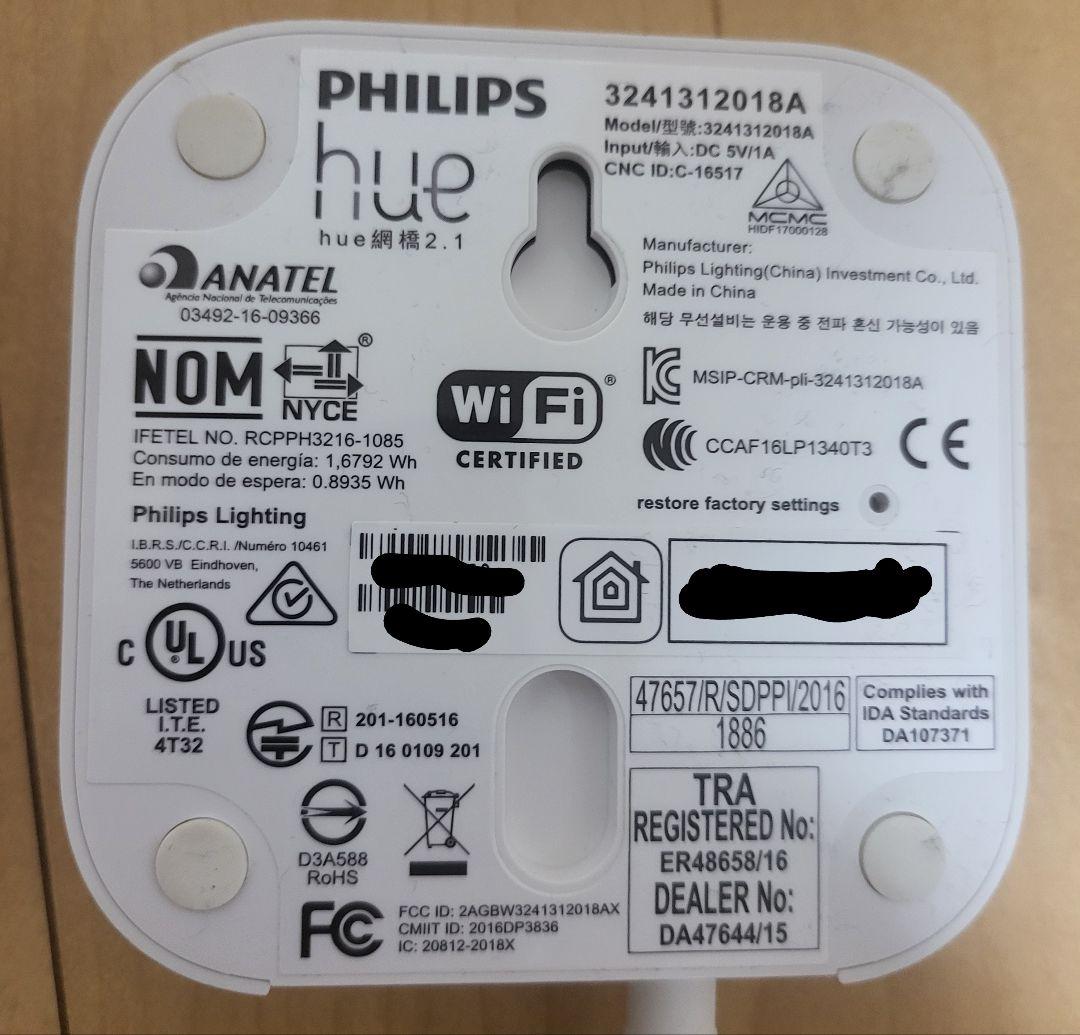 PHILIPS
hue
hue網橋2.1
3241312018A
Model/型號:3241312018A
Input/輸入:DC 5V/1A
CNC ID:C-16517
MCMC
HIDF17000128
ANATEL
Agência Nacional de Telecomunicações
03492-16-09366
Manufacturer:
Philips Lighting(China) Investment Co., Ltd.
Made in China
해당 무선설비는 운용 중 전파 혼신 가능성이 있음
NOM
NYCE
®
IFETEL NO. RCPPH3216-1085
Consumo de energía: 1,6792 Wh
En modo de espera: 0.8935 Wh
WiFi®
CERTIFIED
MSIP-CRM-pli-3241312018A
CCAF16LP1340T3
CE
restore factory settings
Philips Lighting
I.B.R.S./C.C.R.I. /Numéro 10461
5600 VB Eindhoven,
The Netherlands
C UL® US
LISTED
I.T.E.
4T32
R 201-160516
T D 16 0109 201
47657/R/SDPPI/2016
1886
Complies with
IDA Standards
DA107371
D3A588
RoHS
TRA
REGISTERED No:
ER48658/16
DEALER No:
DA47644/15
FC
FCC ID: 2AGBW3241312018AX
CMIIT ID: 2016DP3836
IC: 20812-2018X